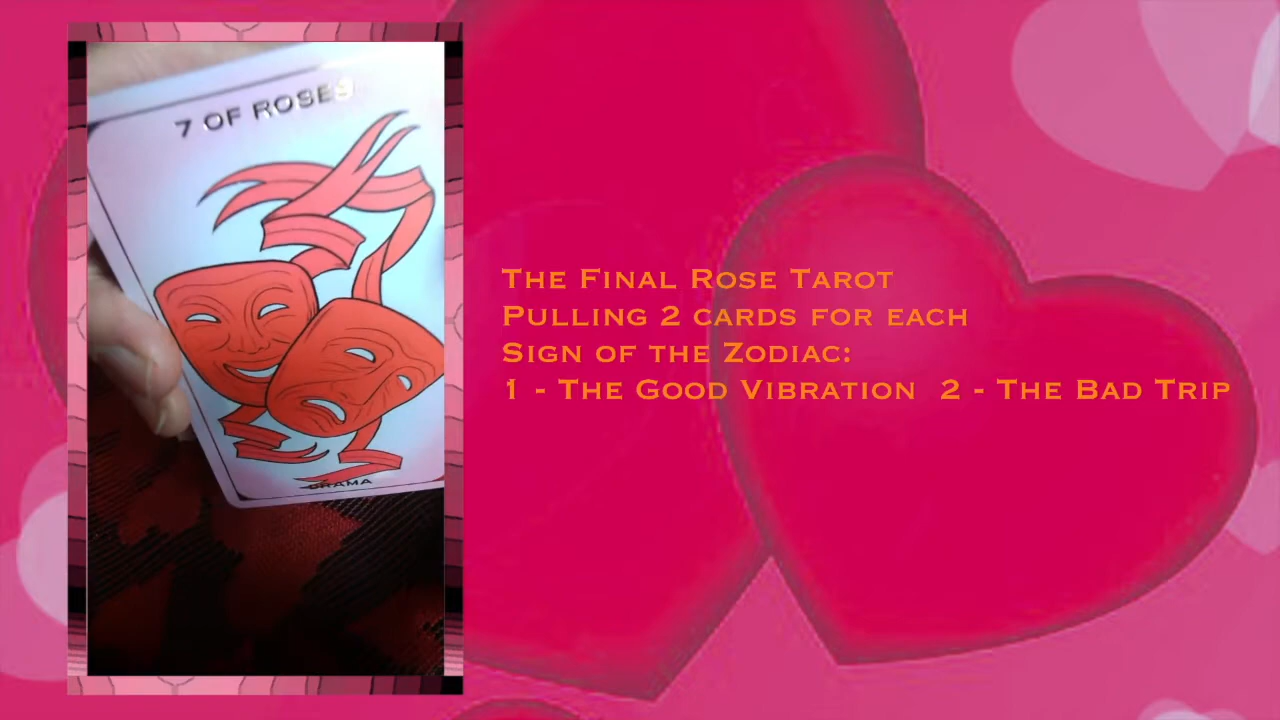 7 OF ROSES
DRAMA
The Final Rose Tarot
Pulling 2 cards for each
Sign of the Zodiac:
1 - The Good Vibration 2 - The Bad Trip